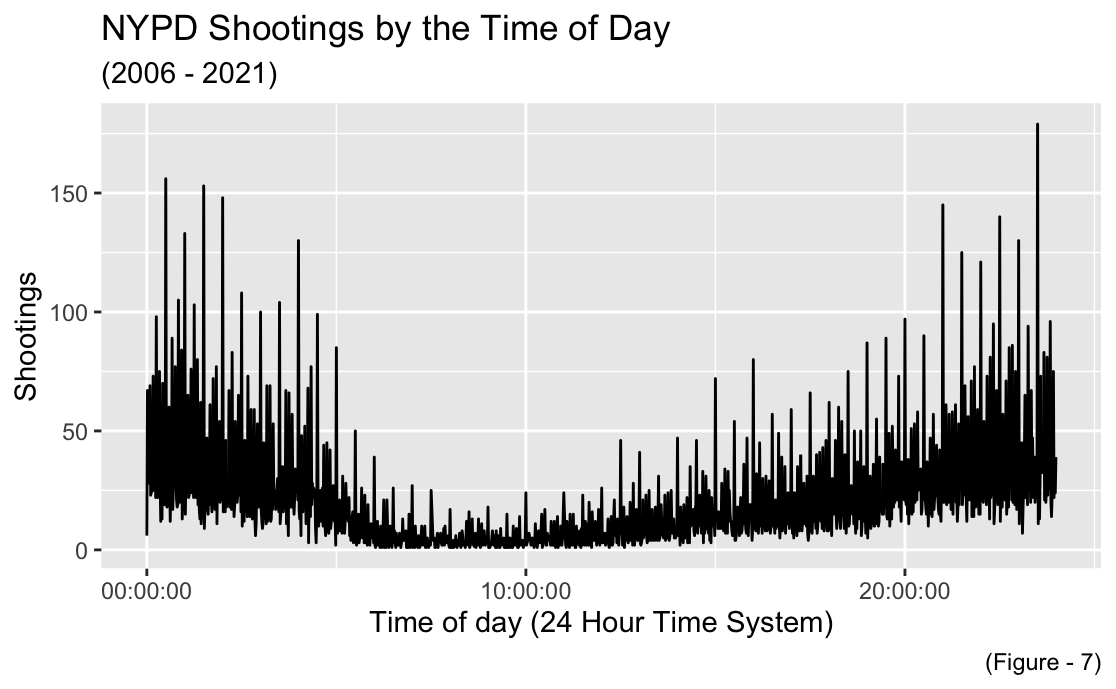 NYPD Shootings by the Time of Day
(2006 - 2021)
150
100
50
0
Shootings
00:00:00 10:00:00 20:00:00
Time of day (24 Hour Time System)
(Figure - 7)